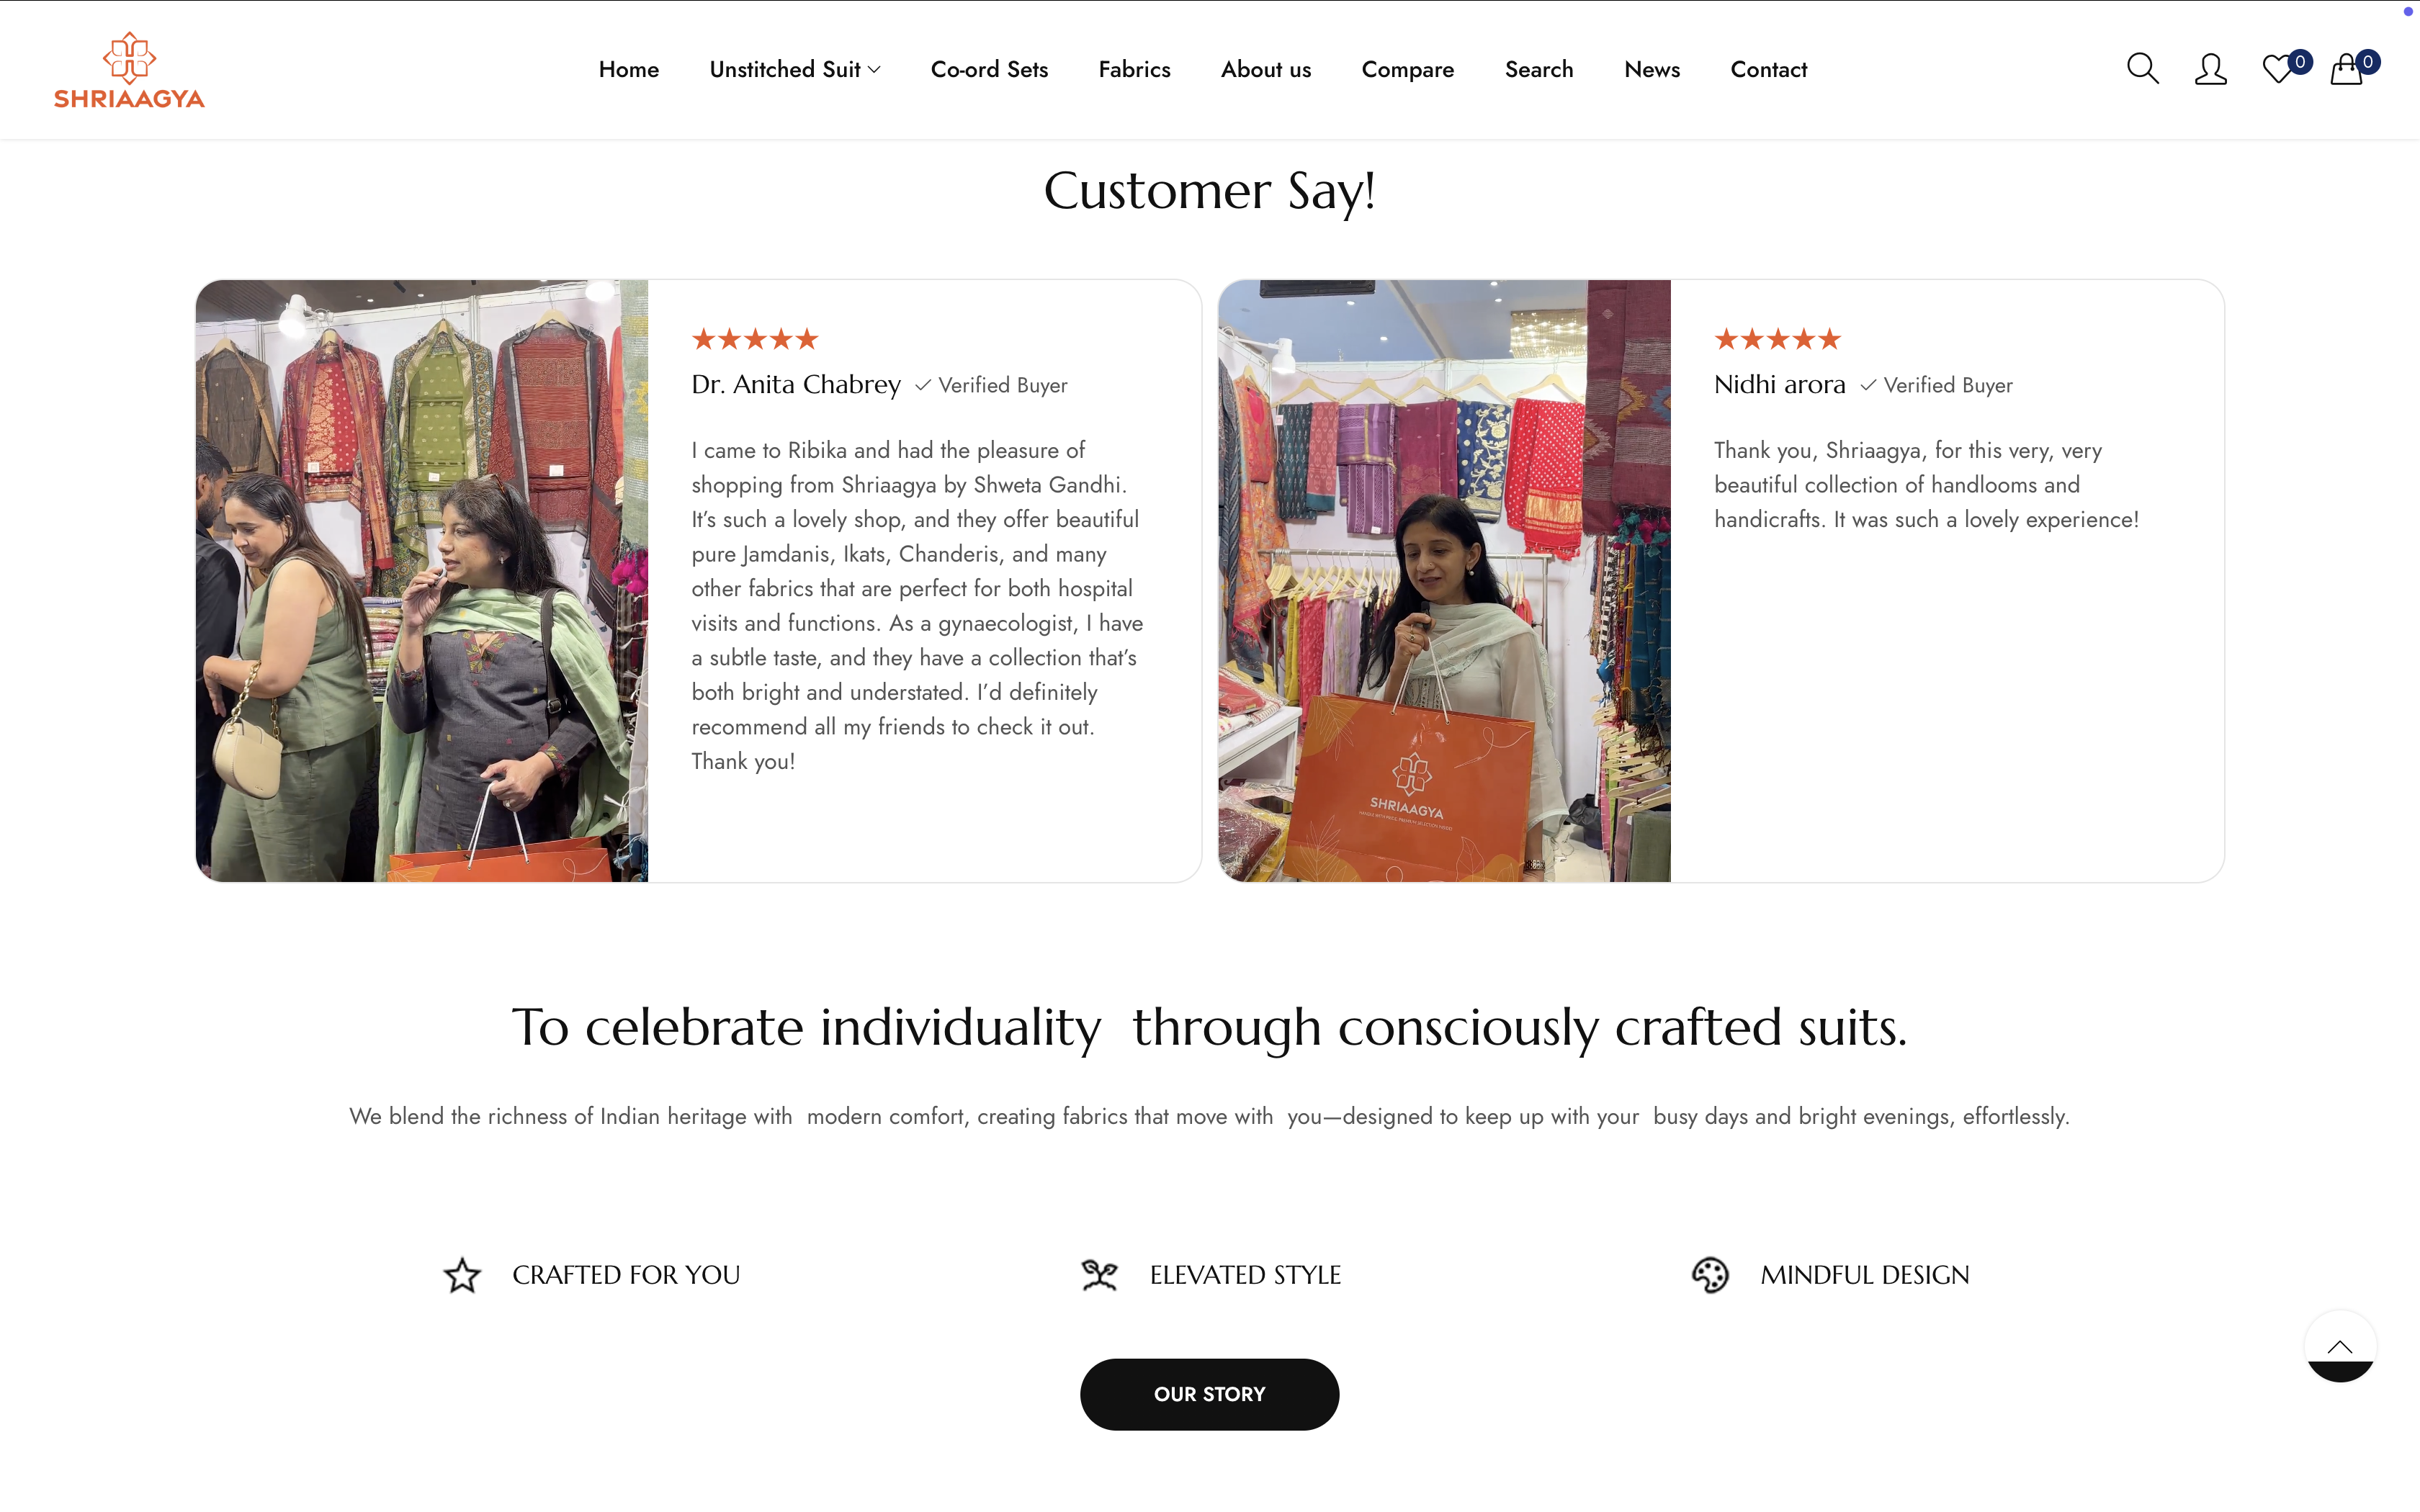 SHRIAAGYA
Home
Unstitched Suit
Co-ord Sets
Fabrics
About us
Compare
Search
News
Contact
0
0
Customer Say!
Dr. Anita Chabrey
Verified Buyer
I came to Ribika and had the pleasure of
shopping from Shriaagya by Shweta Gandhi.
It’s such a lovely shop, and they offer beautiful
pure Jamdanis, Ikats, Chanderis, and many
other fabrics that are perfect for both hospital
visits and functions. As a gynaecologist, I have
a subtle taste, and they have a collection that’s
both bright and understated. I’d definitely
recommend all my friends to check it out.
Thank you!
SHRIAAGYA
Nidhi arora
Verified Buyer
Thank you, Shriaagya, for this very, very
beautiful collection of handlooms and
handicrafts. It was such a lovely experience!
To celebrate individuality  through consciously crafted suits.
We blend the richness of Indian heritage with  modern comfort, creating fabrics that move with  you—designed to keep up with your  busy days and bright evenings, effortlessly.
CRAFTED FOR YOU
ELEVATED STYLE
MINDFUL DESIGN
OUR STORY